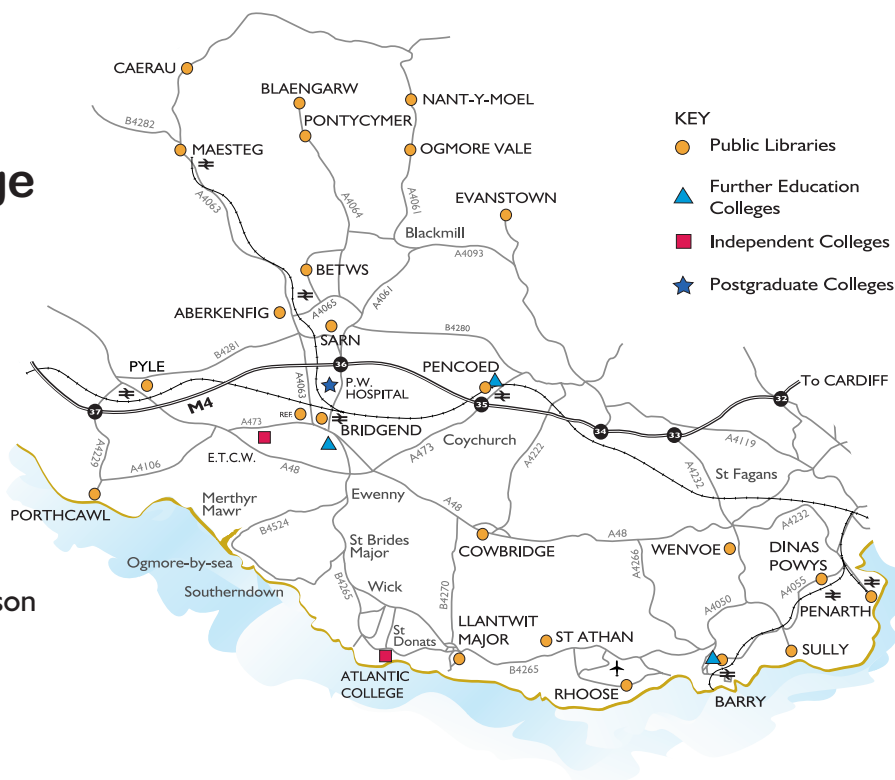 CAERAU
BLAENGARW
NANT-Y-MOEL
PONTYCYMER
B4282
MAESTEG
OGMORE VALE
ge
A4063
A4064
A4061
EVANSTOWN
Blackmill
A4093
KEY
Public Libraries
Further Education
Colleges
Independent Colleges
Postgraduate Colleges
BETWS
A4065
A4061
ABERKENFIG
SARN
B4280
B4281
PYLE
36
PENCOED
P.W.
HOSPITAL
To CARDIFF
32
M4
A4063
37
35
REF.
BRIDGEND
34
33
A473
E.T.C.W.
A48
A473
Coychurch
A4222
A4119
A4232
St Fagans
A4229
A4106
PORTHCAWL
Merthyr
Mawr
Ewenny
A48
B4524
St Brides
Major
COWBRIDGE
A48
A4266
WENVOE
A4232
DINAS
POWYS
Ogmore-by-sea
Southerndown
B4265
Wick
B4270
A4050
A4055
PENARTH
son
St
Donats
LLANTWIT
MAJOR
ST ATHAN
SULLY
B4265
ATLANTIC
COLLEGE
RHOOSE
BARRY